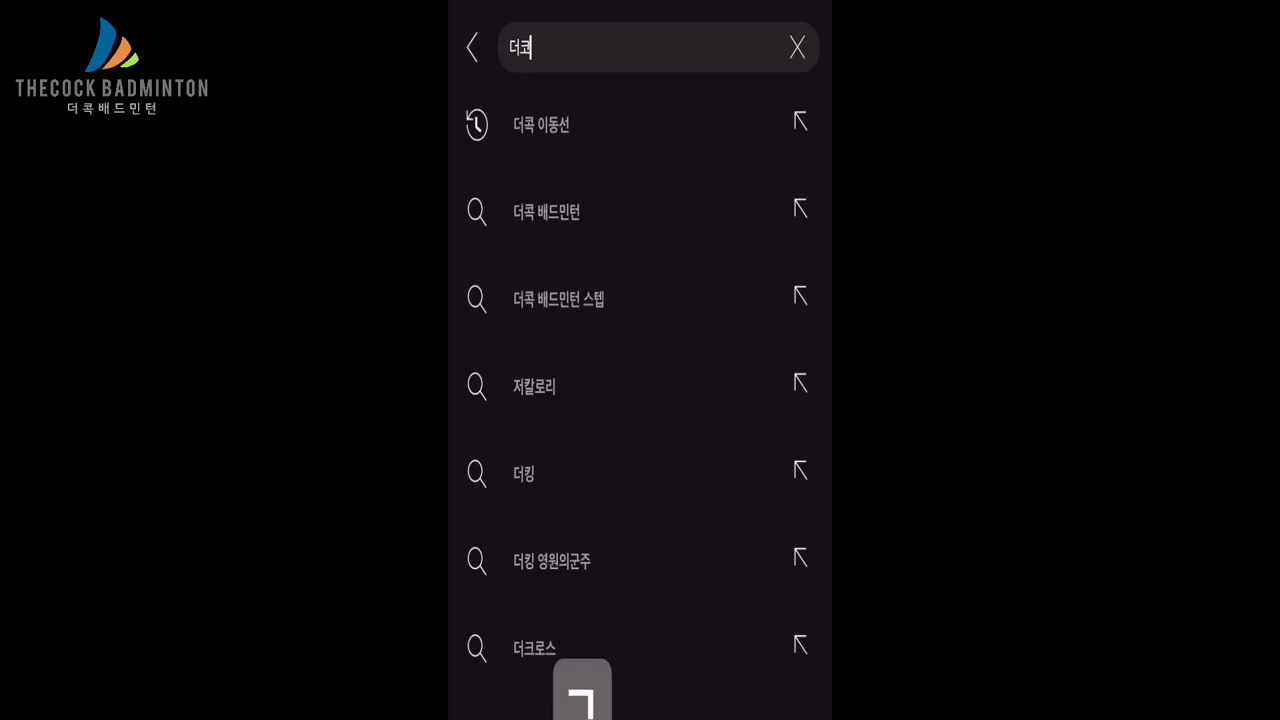 THECOCK BADMINTON
더콕배드민턴
더코
더콕 이동선
더콕 배드민턴
더콕 배드민턴 스텝
저칼로리
더킹
더킹 영원의군주
더크로스
ㄱ